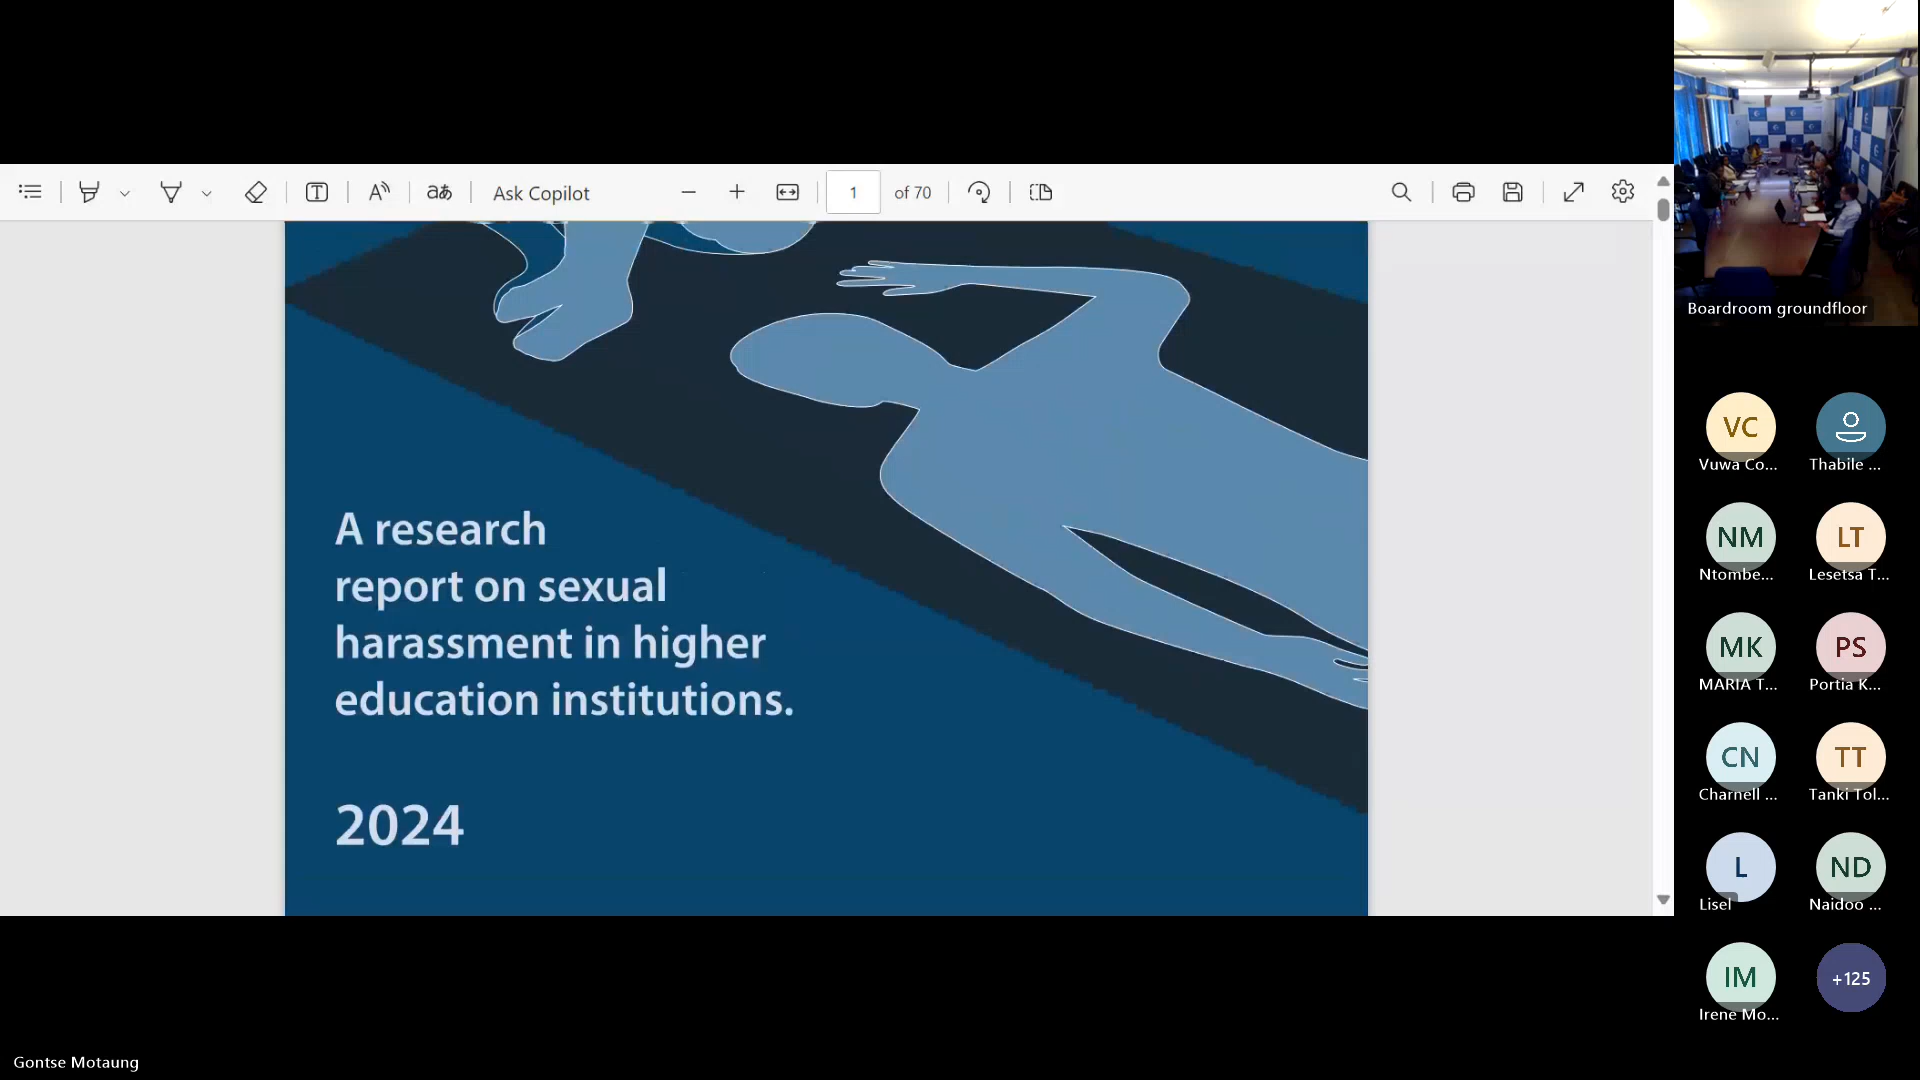 Ask Copilot
1
of 70
A research
report on sexual
harassment in higher
education institutions.
2024
Boardroom groundfloor
VC
Vuwa Co...
Thabile ...
NM
Ntombe...
LT
Lesetsa T...
MK
MARIA T...
PS
Portia K...
CN
Charnell ...
TT
Tanki Tol...
L
Lisel
ND
Naidoo ...
IM
Irene Mo...
+125
Gontse Motaung